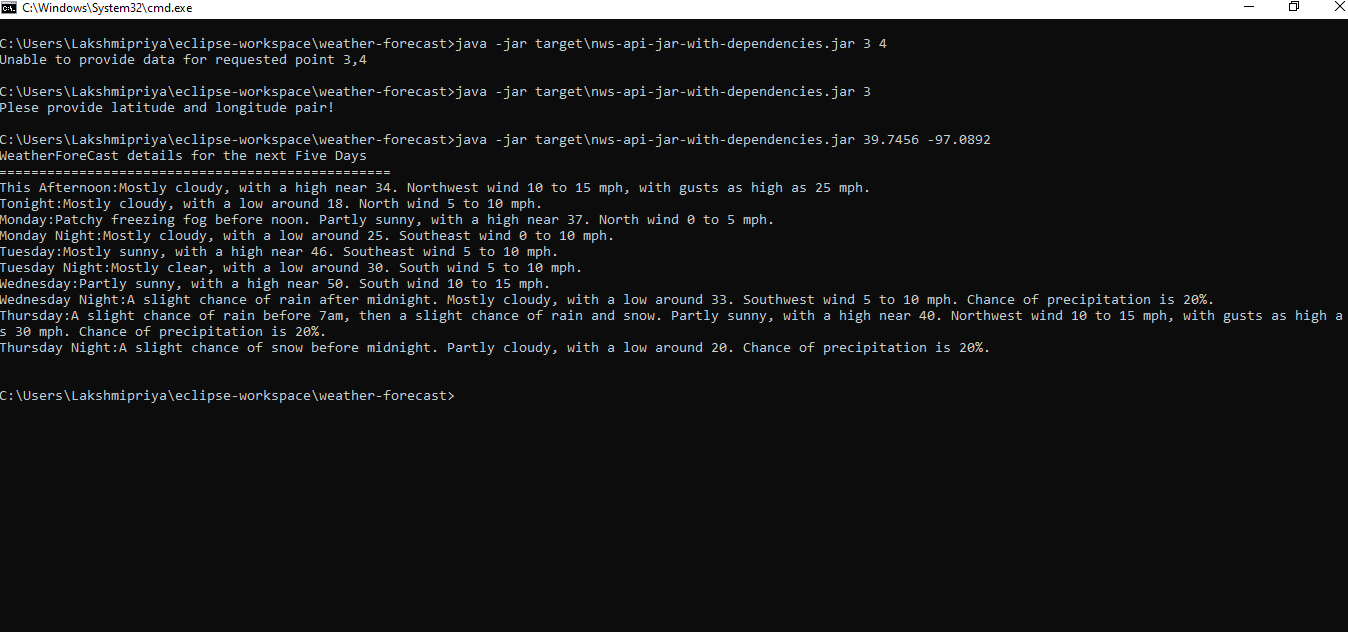 C:\Windows\System32\cmd.exe
C:\Users\Lakshmipriya\eclipse-workspace\weather-forecast>java -jar target\nws-api-jar-with-dependencies.jar 3 4
Unable to provide data for requested point 3,4
C:\Users\Lakshmipriya\eclipse-workspace\weather-forecast>java -jar target\nws-api-jar-with-dependencies.jar 3
Plese provide latitude and longitude pair!
C:\Users\Lakshmipriya\eclipse-workspace\weather-forecast>java -jar target\nws-api-jar-with-dependencies.jar 39.7456 -97.0892
WeatherForeCast details for the next Five Days
=================================================
This Afternoon:Mostly cloudy, with a high near 34. Northwest wind 10 to 15 mph, with gusts as high as 25 mph.
Tonight:Mostly cloudy, with a low around 18. North wind 5 to 10 mph.
Monday:Patchy freezing fog before noon. Partly sunny, with a high near 37. North wind 0 to 5 mph.
Monday Night:Mostly cloudy, with a low around 25. Southeast wind 0 to 10 mph.
Tuesday:Mostly sunny, with a high near 46. Southeast wind 5 to 10 mph.
Tuesday Night:Mostly clear, with a low around 30. South wind 5 to 10 mph.
Wednesday:Partly sunny, with a high near 50. South wind 10 to 15 mph.
Wednesday Night:A slight chance of rain after midnight. Mostly cloudy, with a low around 33. Southwest wind 5 to 10 mph. Chance of precipitation is 20%.
Thursday:A slight chance of rain before 7am, then a slight chance of rain and snow. Partly sunny, with a high near 40. Northwest wind 10 to 15 mph, with gusts as high a
s 30 mph. Chance of precipitation is 20%.
Thursday Night:A slight chance of snow before midnight. Partly cloudy, with a low around 20. Chance of precipitation is 20%.
C:\Users\Lakshmipriya\eclipse-workspace\weather-forecast>